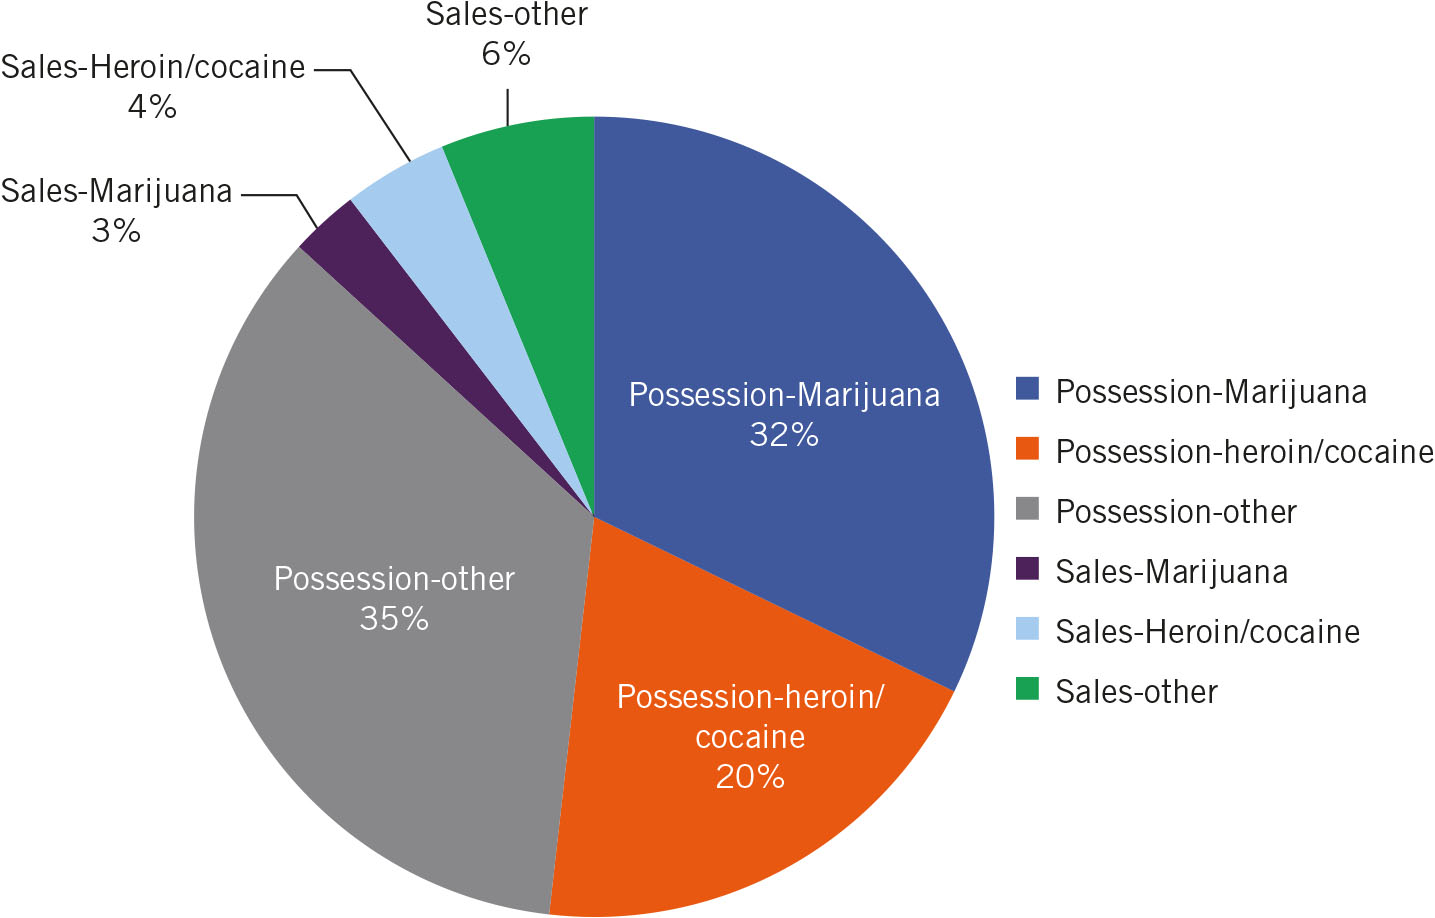 Sales-other
6%
Sales-Heroin/cocaine
4%
Sales-Marijuana
3%
Possession-Marijuana
32%
Possession-other
35%
Possession-heroin/
cocaine
20%
Possession-Marijuana
Possession-heroin/cocaine
Possession-other
Sales-Marijuana
Sales-Heroin/cocaine
Sales-other